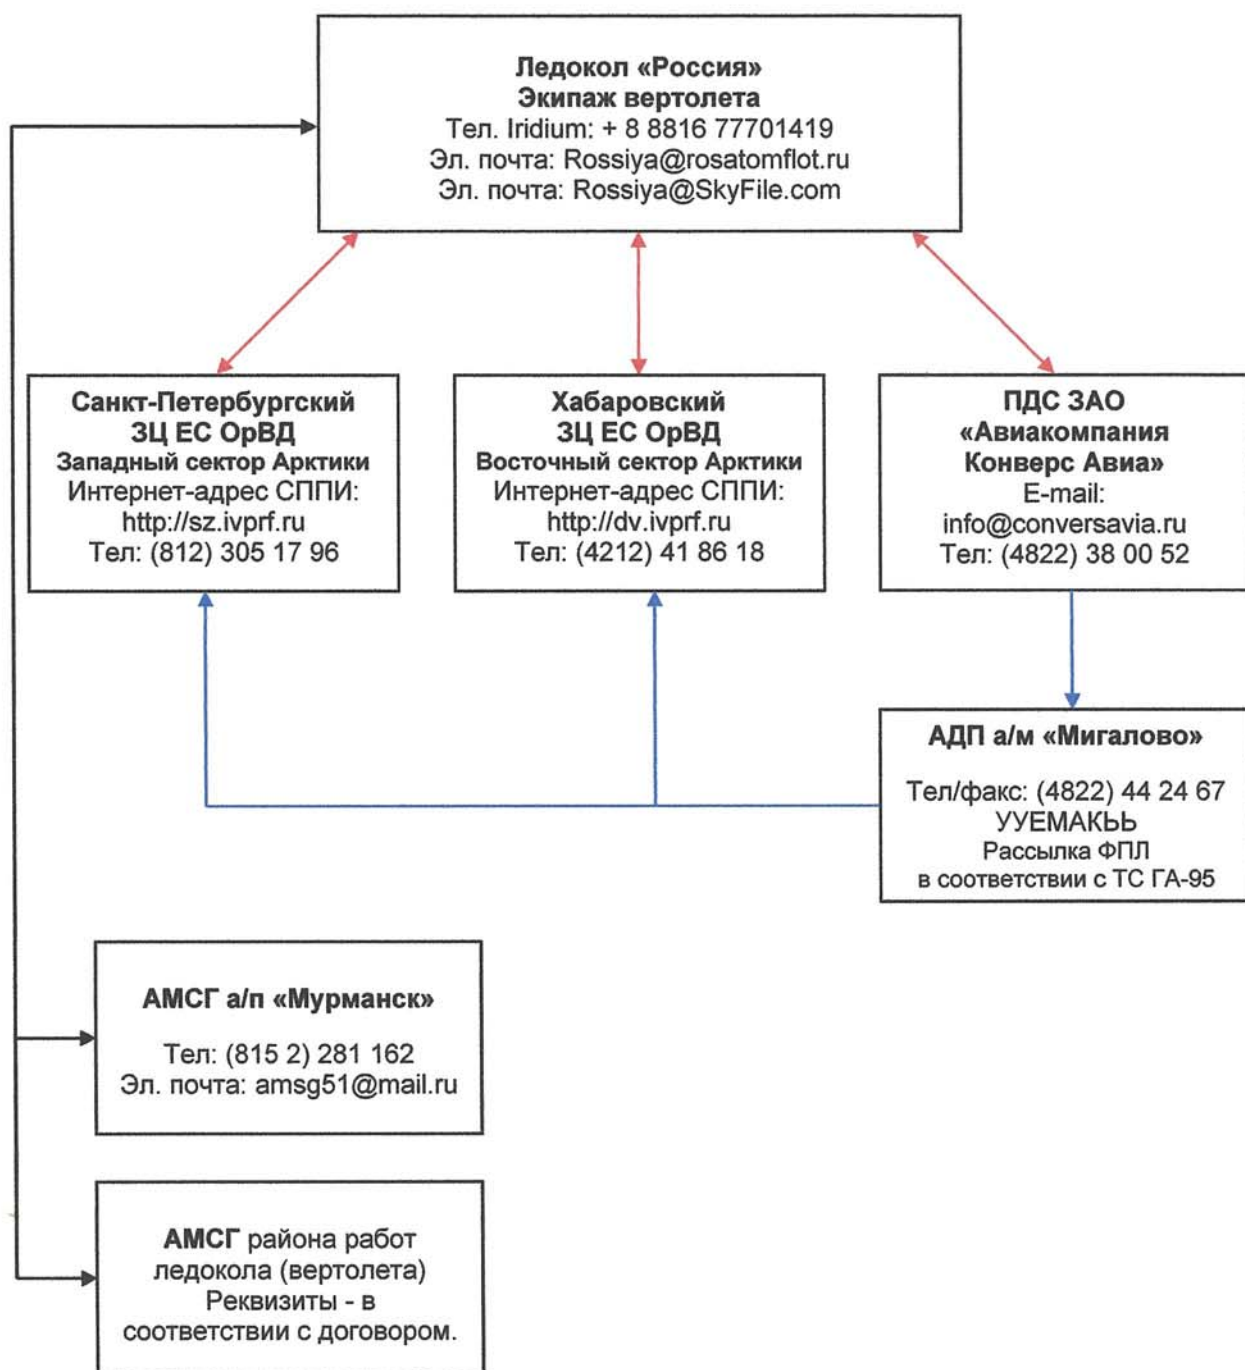 Ледокол «Россия»
Экипаж вертолета
Тел. Iridium: + 8 8816 77701419
Эл. почта: Rossiya@rosatomflot.ru
Эл. почта: Rossiya@SkyFile.com
Санкт-Петербургский
ЗЦ ЕС ОрВД
Западный сектор Арктики
Интернет-адрес СППИ:
http://sz.ivprf.ru
Тел: (812) 305 17 96
Хабаровский
ЗЦ ЕС ОрВД
Восточный сектор Арктики
Интернет-адрес СППИ:
http://dv.ivprf.ru
Тел: (4212) 41 86 18
ПДС ЗАО
«Авиакомпания
Конверс Авиа»
E-mail:
info@conversavia.ru
Тел: (4822) 38 00 52
АДП а/м «Мигалово»
Тел/факс: (4822) 44 24 67
УУЕМАКЬЬ
Рассылка ФПЛ
в соответствии с ТС ГА-95
АМСГ а/п «Мурманск»
Тел: (815 2) 281 162
Эл. почта: amsg51@mail.ru
АМСГ района работ
ледокола (вертолета)
Реквизиты - в
соответствии с договором.